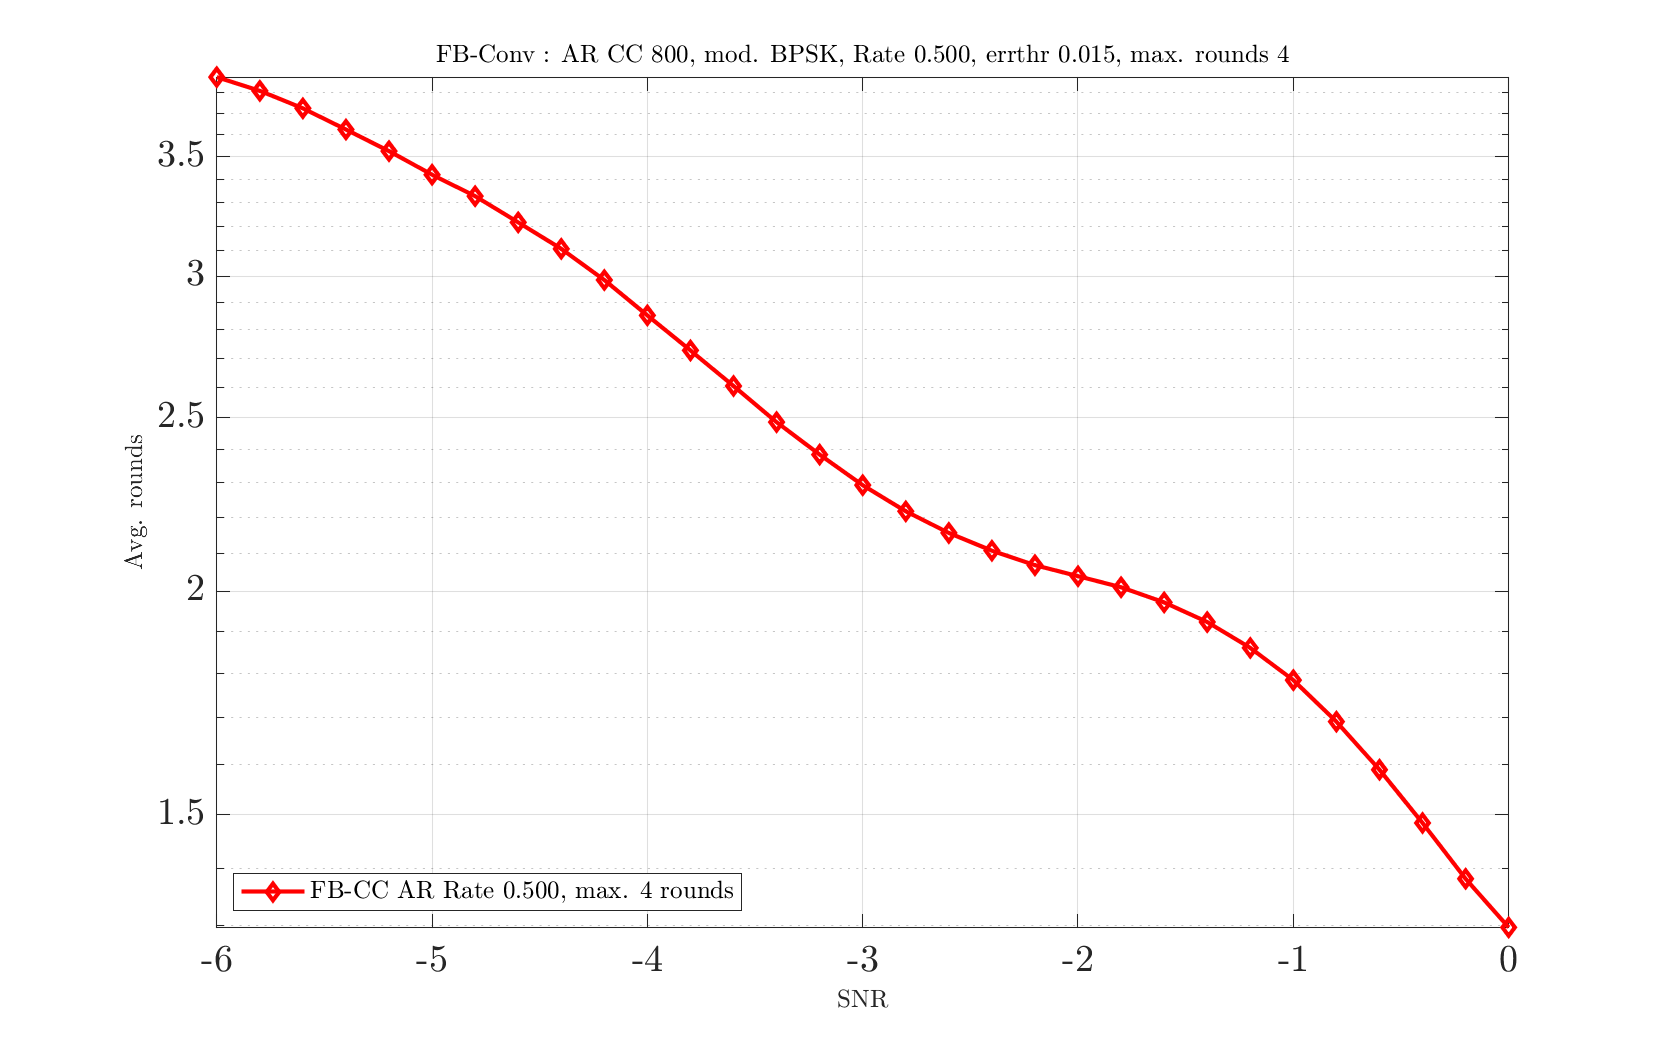 FB-Conv : AR CC 800, mod. BPSK, Rate 0.500, errthr 0.015, max. rounds 4
3.5
3
2.5
2
1.5
Avg. rounds
FB-CC AR Rate 0.500, max. 4 rounds
-6 -5 -4 -3 -2 -1 0
SNR